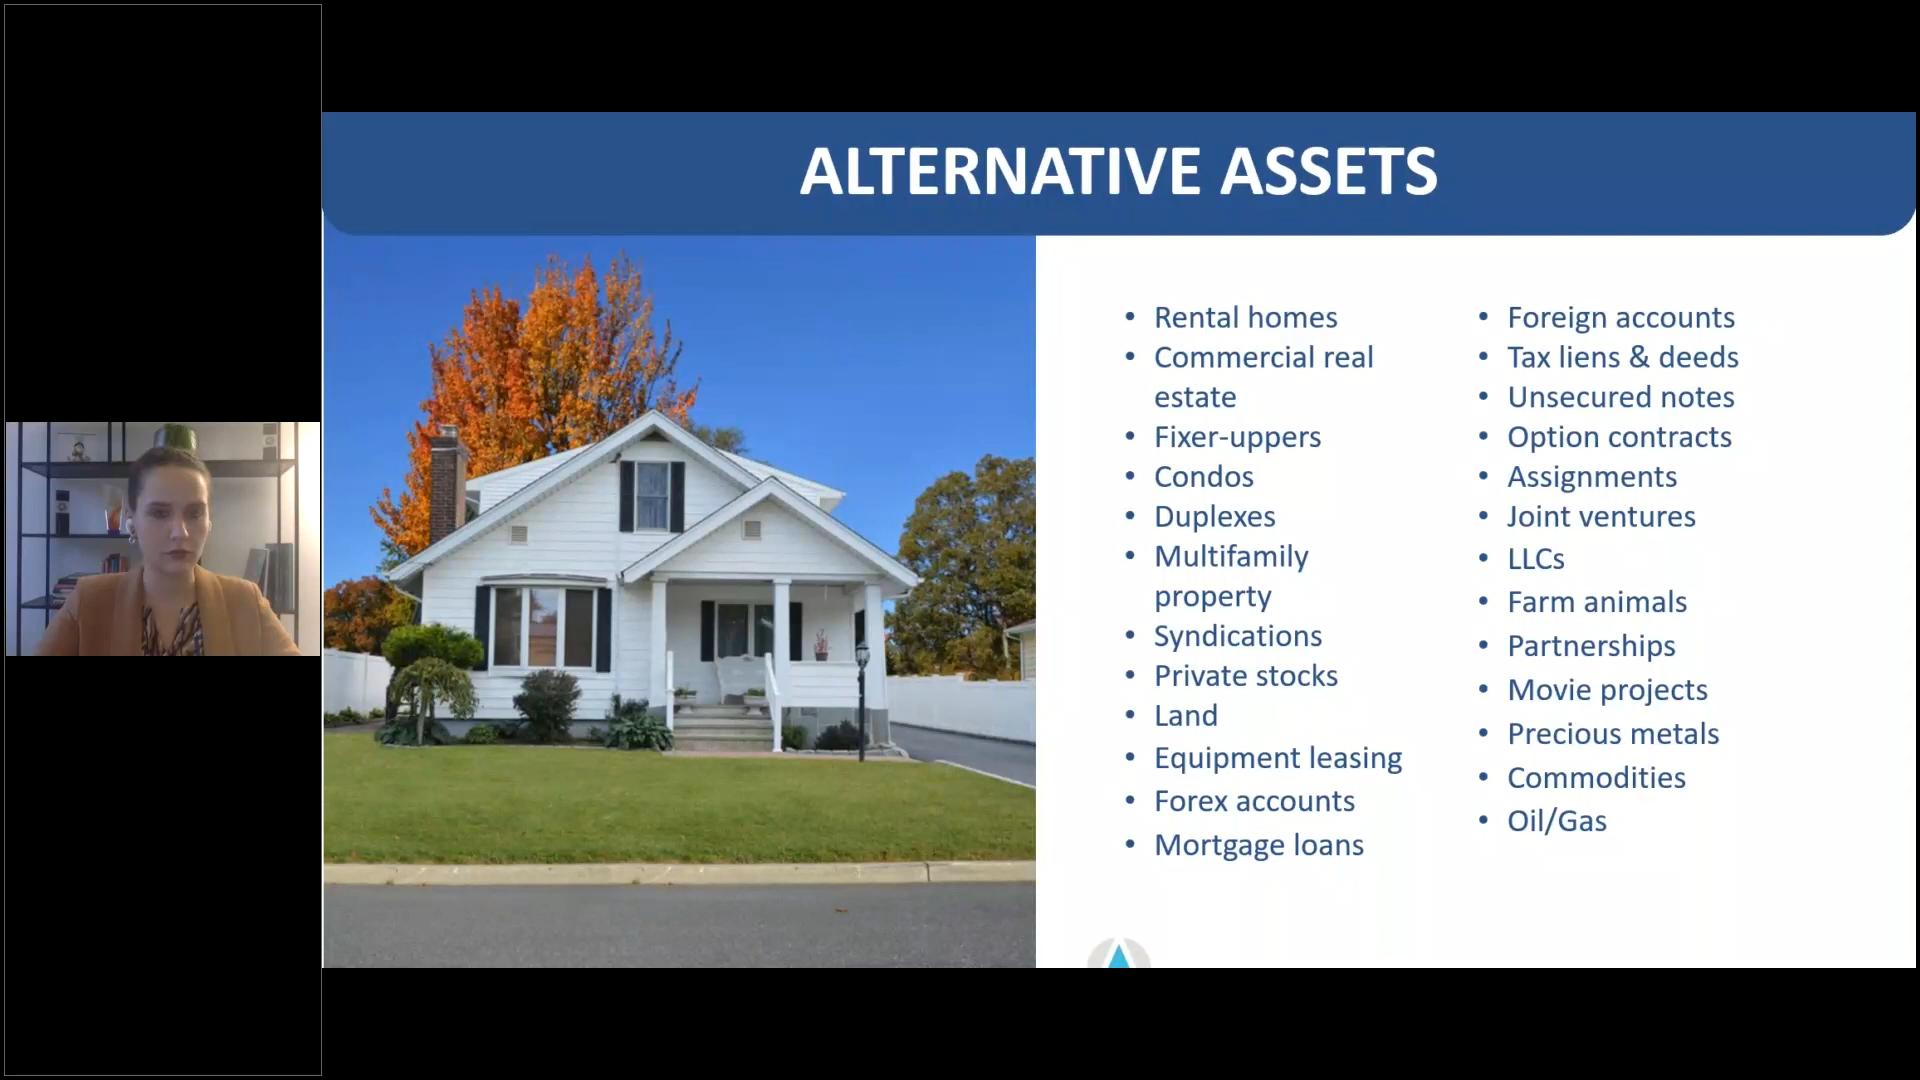 ALTERNATIVE ASSETS
• Rental homes
• Commercial real
estate
• Fixer-uppers
• Condos
• Duplexes
• Multifamily
property
• Syndications
• Private stocks
• Land
• Equipment leasing
• Forex accounts
• Mortgage loans
• Foreign accounts
• Tax liens & deeds
• Unsecured notes
• Option contracts
• Assignments
• Joint ventures
• LLCs
• Farm animals
• Partnerships
• Movie projects
• Precious metals
• Commodities
• Oil/Gas